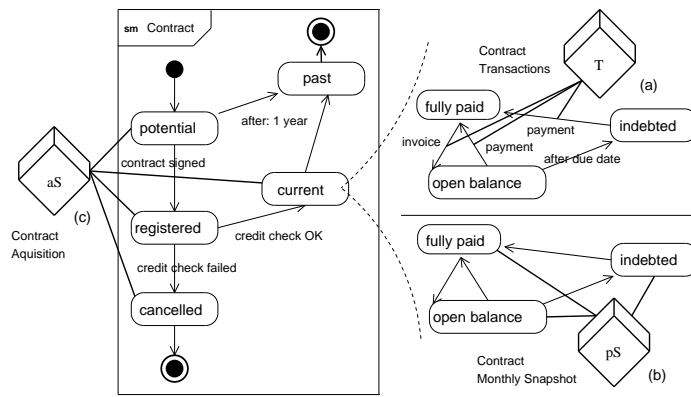 sm Contract
past
potential
after: 1 year
contract signed
aS
(c)
Contract
Aquisition
current
registered
credit check OK
credit check failed
cancelled
Contract
Transactions
T
(a)
fully paid
invoice
payment
payment
indebted
after due date
open balance
fully paid
indebted
open balance
pS
(b)
Contract
Monthly Snapshot